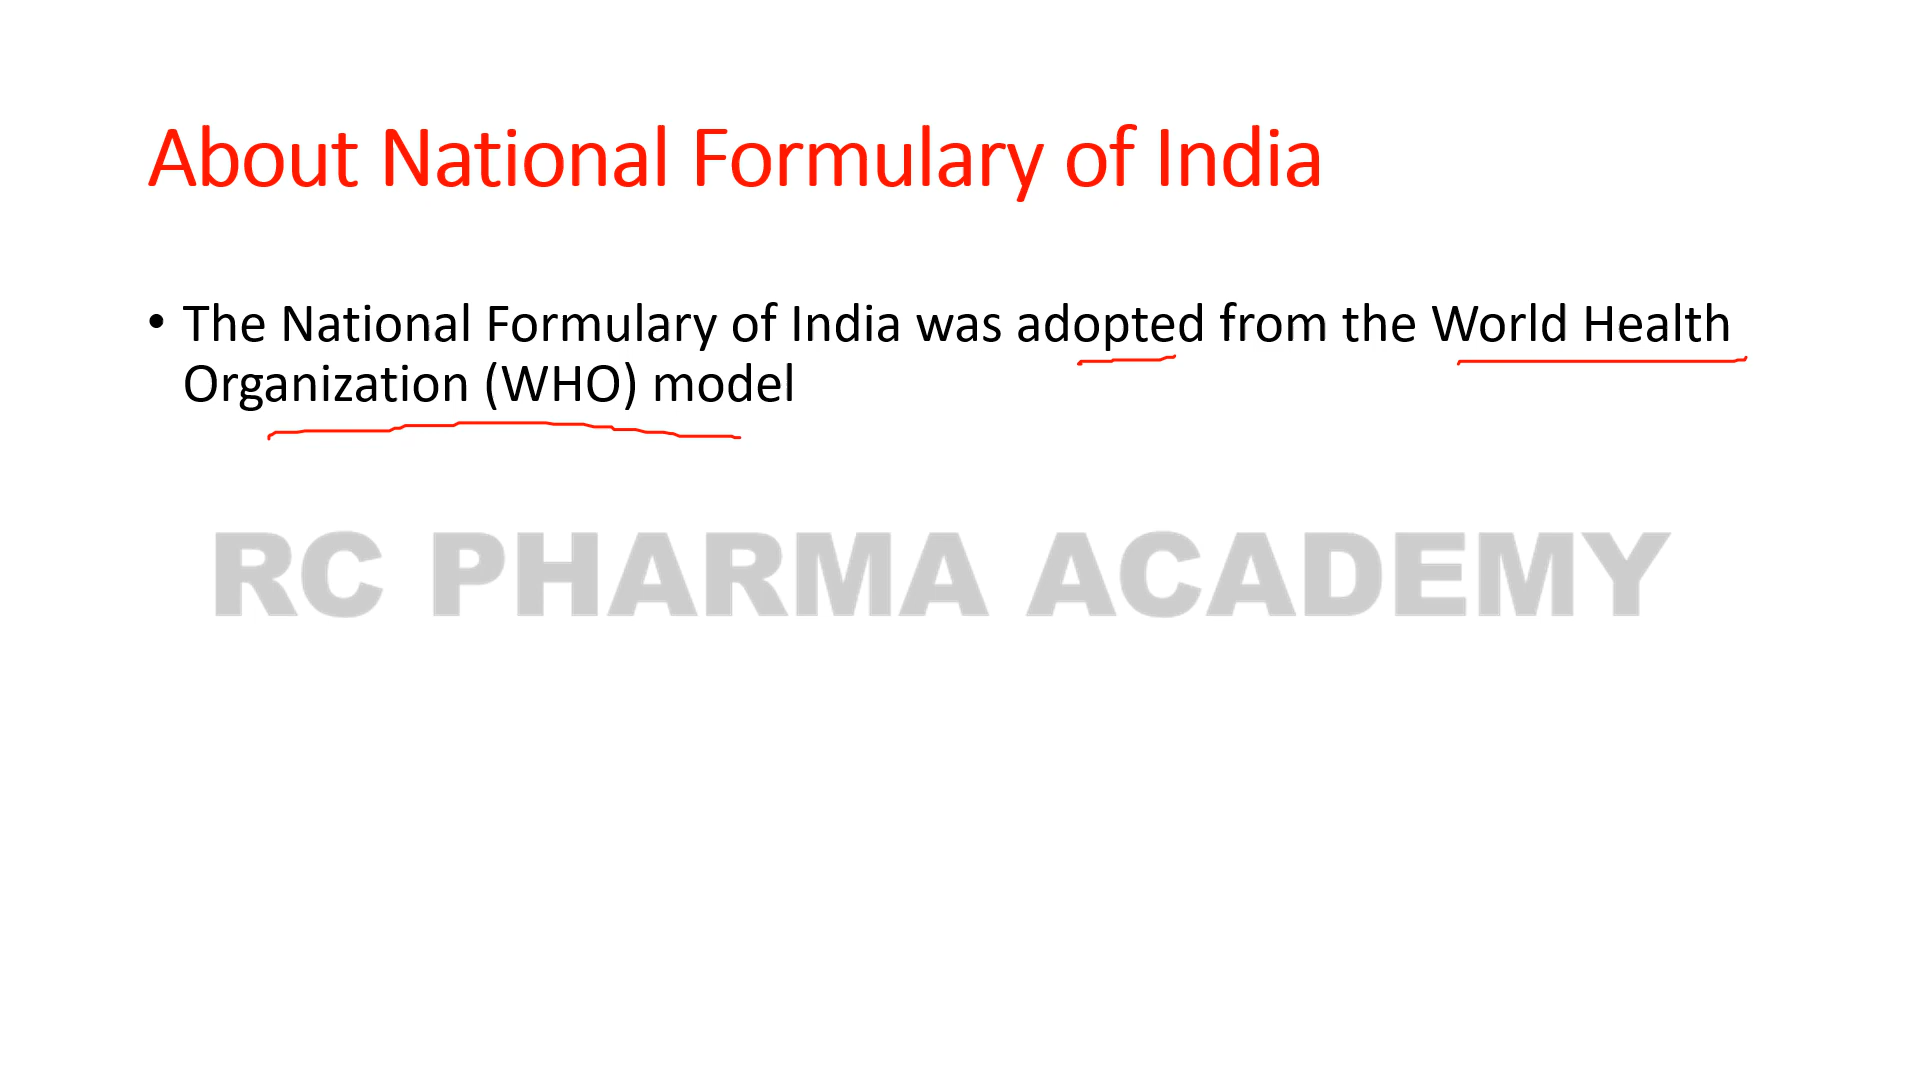 About National Formulary of India
• The National Formulary of India was adopted from the World Health
Organization (WHO) model
RC PHARMA ACADEMY